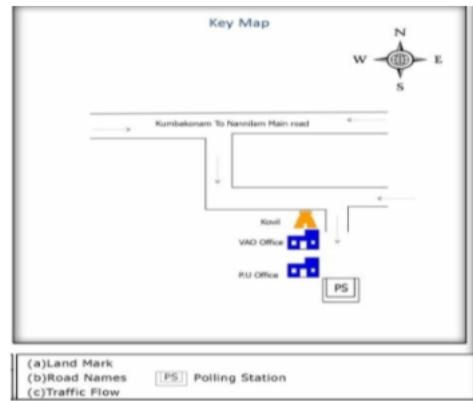 Key Map
N
W E
S
Kumbakonam To Nannilam Main road
Kovil
VAO Office
P.U Office
PS
(a)Land Mark
(b)Road Names PS Polling Station
(c)Traffic Flow